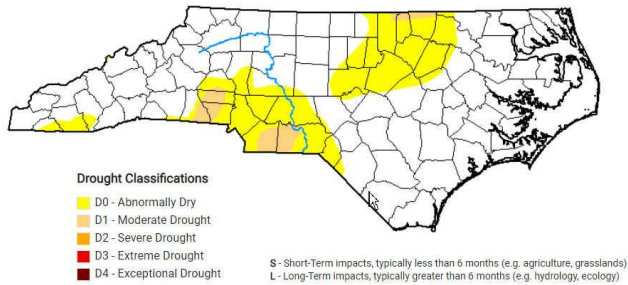 Drought Classifications
D0 - Abnormally Dry
D1 - Moderate Drought
D2 - Severe Drought
D3 - Extreme Drought
D4 - Exceptional Drought
S - Short-Term impacts, typically less than 6 months (e.g. agriculture, grasslands)
L - Long-Term impacts, typically greater than 6 months (e.g. hydrology, ecology)